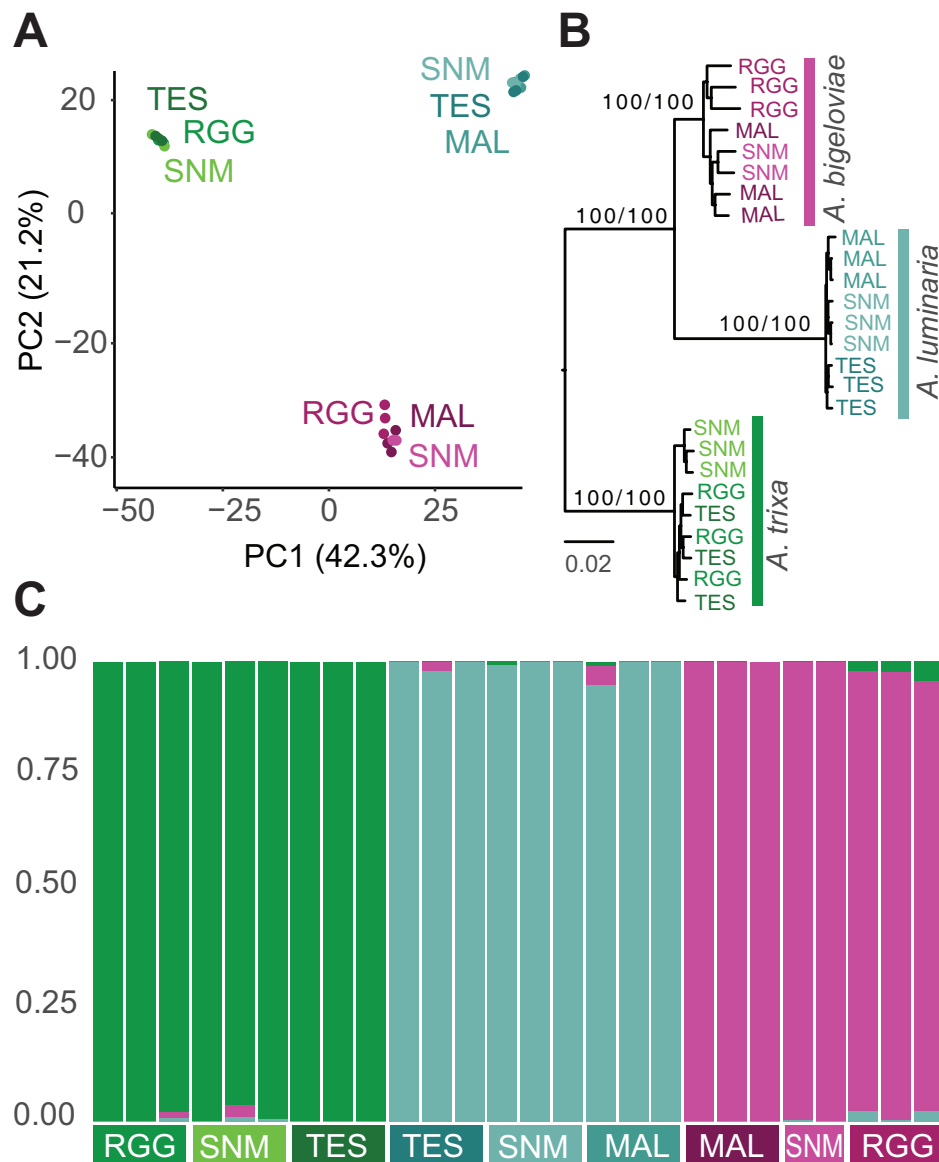 A
20
0
−20
−40
PC2 (21.2%)
−50
−25
0
25
PC1 (42.3%)
TES
RGG
SNM
SNM
TES
MAL
RGG
MAL
SNM
B
100/100
100/100
100/100
100/100
RGG
RGG
RGG
MAL
SNM
SNM
MAL
MAL
A. bigeloviae
MAL
MAL
MAL
SNM
SNM
SNM
TES
TES
TES
A. luminaria
SNM
SNM
SNM
RGG
TES
RGG
TES
RGG
TES
A. trixa
0.02
C
1.00
0.75
0.50
0.25
0.00
RGG SNM TES TES SNM MAL MAL SNM RGG